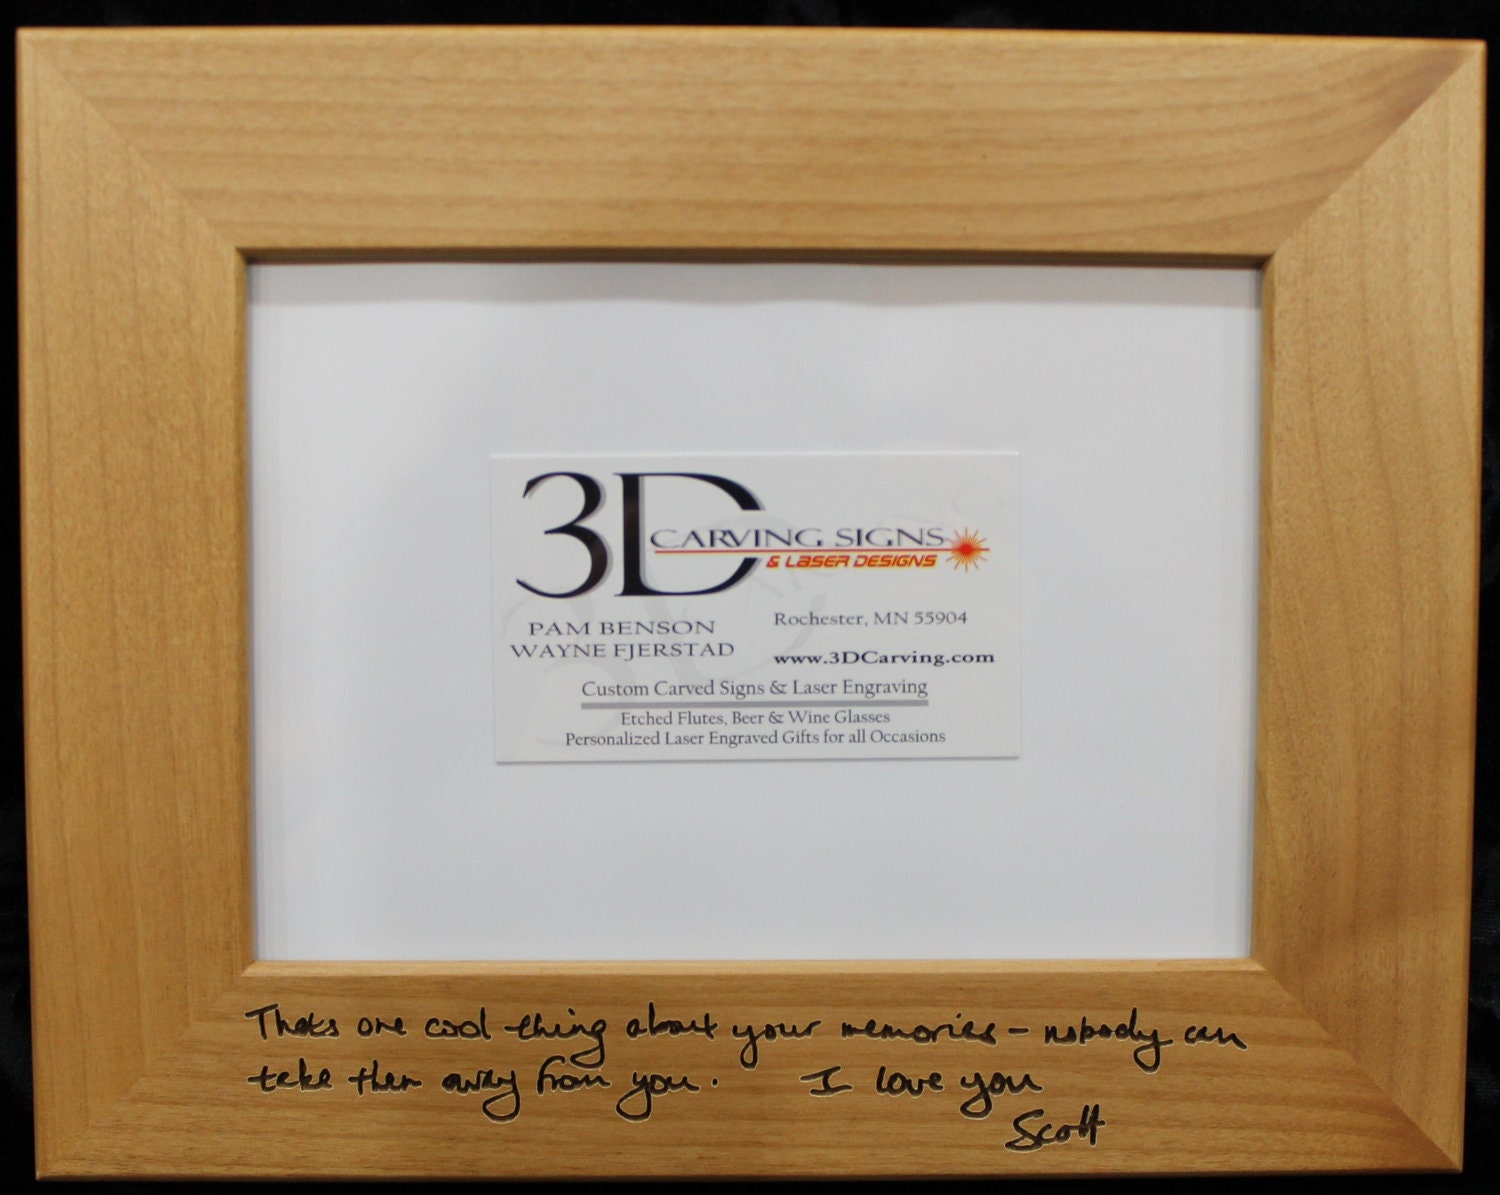 3D CARVING SIGNS
& LASER DESIGNS
PAM BENSON
WAYNE FJERSTAD
Rochester, MN 55904
www.3DCarving.com
Custom Carved Signs & Laser Engraving
Etched Flutes, Beer & Wine Glasses
Personalized Laser Engraved Gifts for all Occasions
Thats one cool thing about your memories - nobody can
take them away from you. I love you
Scott